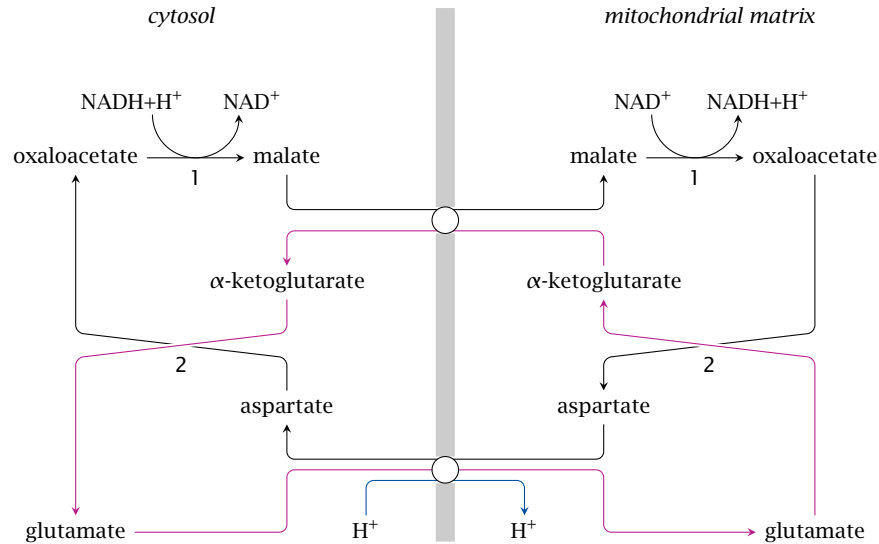 cytosol
mitochondrial matrix
NADH+H⁺
NAD⁺
NAD⁺
NADH+H⁺
oxaloacetate
malate
malate
oxaloacetate
1
1
α-ketoglutarate
α-ketoglutarate
2
2
aspartate
aspartate
glutamate
H⁺
H⁺
glutamate